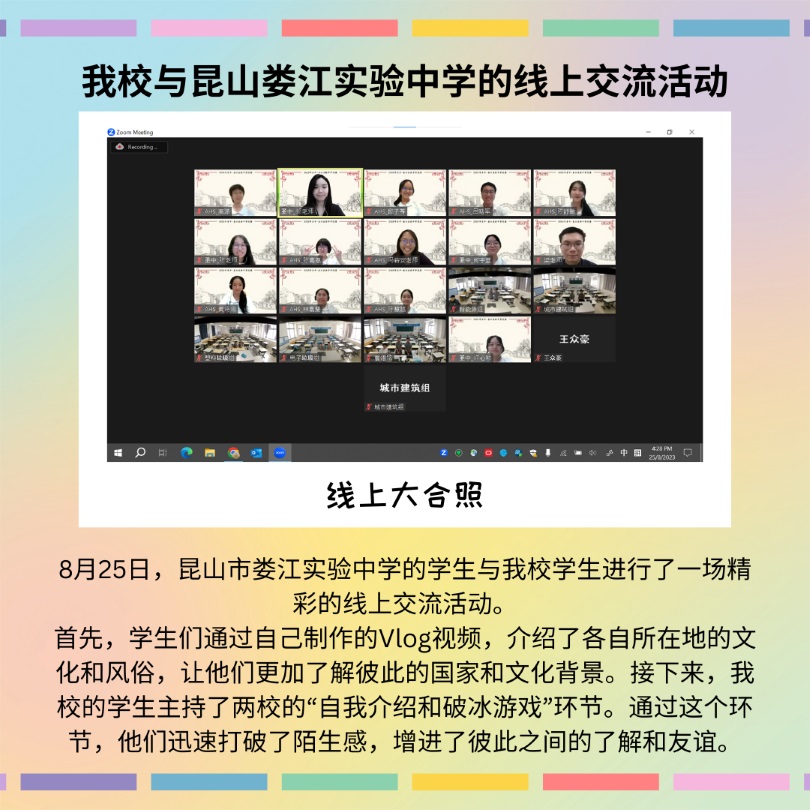 我校与昆山娄江实验中学的线上交流活动
Zoom Meeting
Recording...
王众豪
王众豪
城市建筑组
城市建筑组
4:28 PM
25/8/2023
线上大合照
8月25日，昆山市娄江实验中学的学生与我校学生进行了一场精
彩的线上交流活动。
首先，学生们通过自己制作的Vlog视频，介绍了各自所在地的文
化和风俗，让他们更加了解彼此的国家和文化背景。接下来，我
校的学生主持了两校的“自我介绍和破冰游戏”环节。通过这个环
节，他们迅速打破了陌生感，增进了彼此之间的了解和友谊。